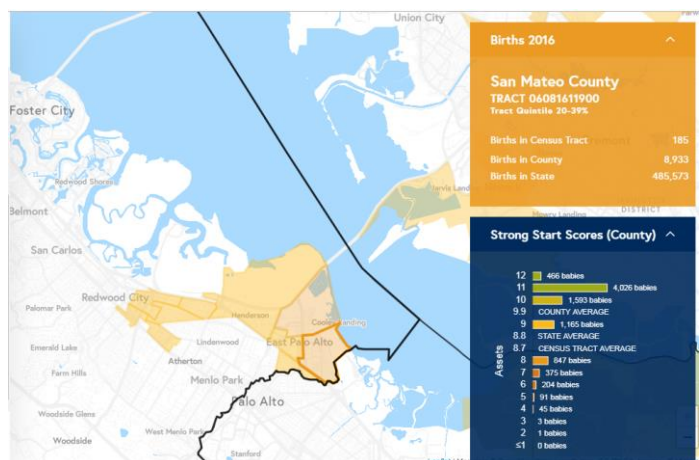 Union City
Foster City
Redwood Shores
Belmont
San Carlos
Palomar Park
Redwood City
Emerald Lake
Farm Hills
Woodside Glens
Woodside
Henderson
Lindenwood
Atherton
Menlo Park
West Menlo Park
Stanford
Palo Alto
East Palo Alto
Cooley Landing
Jarvis Landing
Mowry Landing
DISTRICT
Births 2016
San Mateo County
TRACT 06081611900
Tract Quintile 20-39%
Births in Census Tract 185
Births in County 8,933
Births in State 485,573
Strong Start Scores (County)
Assets
12 466 babies
11 4,026 babies
10 1,593 babies
9.9 COUNTY AVERAGE
9 1,165 babies
8.8 STATE AVERAGE
8.7 CENSUS TRACT AVERAGE
8 847 babies
7 375 babies
6 204 babies
5 91 babies
4 45 babies
3 3 babies
2 1 babies
≤1 0 babies